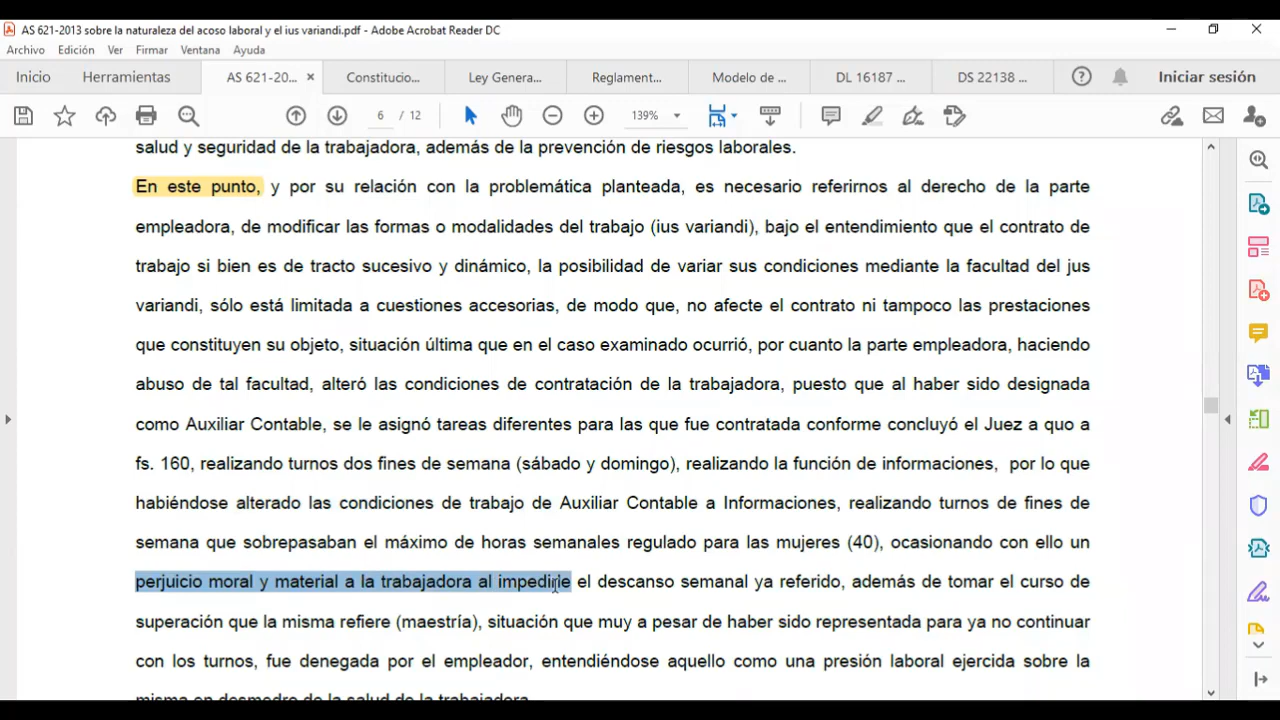 AS 621-2013 sobre la naturaleza del acoso laboral y el ius variandi.pdf - Adobe Acrobat Reader DC
Archivo Edición Ver Firmar Ventana Ayuda
Inicio Herramientas AS 621-20... × Constitucio... Ley Genera... Reglament... Modelo de ... DL 16187 ... DS 22138 ... Iniciar sesión
6 / 12 139%
salud y seguridad de la trabajadora, además de la prevención de riesgos laborales.
En este punto, y por su relación con la problemática planteada, es necesario referirnos al derecho de la parte
empleadora, de modificar las formas o modalidades del trabajo (ius variandi), bajo el entendimiento que el contrato de
trabajo si bien es de tracto sucesivo y dinámico, la posibilidad de variar sus condiciones mediante la facultad del jus
variandi, sólo está limitada a cuestiones accesorias, de modo que, no afecte el contrato ni tampoco las prestaciones
que constituyen su objeto, situación última que en el caso examinado ocurrió, por cuanto la parte empleadora, haciendo
abuso de tal facultad, alteró las condiciones de contratación de la trabajadora, puesto que al haber sido designada
como Auxiliar Contable, se le asignó tareas diferentes para las que fue contratada conforme concluyó el Juez a quo a
fs. 160, realizando turnos dos fines de semana (sábado y domingo), realizando la función de informaciones, por lo que
habiéndose alterado las condiciones de trabajo de Auxiliar Contable a Informaciones, realizando turnos de fines de
semana que sobrepasaban el máximo de horas semanales regulado para las mujeres (40), ocasionando con ello un
perjuicio moral y material a la trabajadora al impedirle el descanso semanal ya referido, además de tomar el curso de
superación que la misma refiere (maestría), situación que muy a pesar de haber sido representada para ya no continuar
con los turnos, fue denegada por el empleador, entendiéndose aquello como una presión laboral ejercida sobre la
misma en desmedro de la salud de la trabajadora.